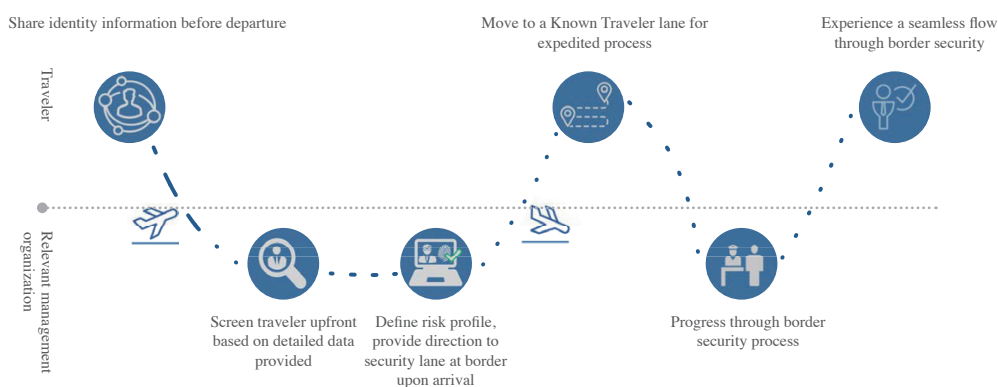 Share identity information before departure
Move to a Known Traveler lane for
expedited process
Experience a seamless flow
through border security
Traveler
Relevant management
organization
Screen traveler upfront
based on detailed data
provided
Define risk profile,
provide direction to
security lane at border
upon arrival
Progress through border
security process